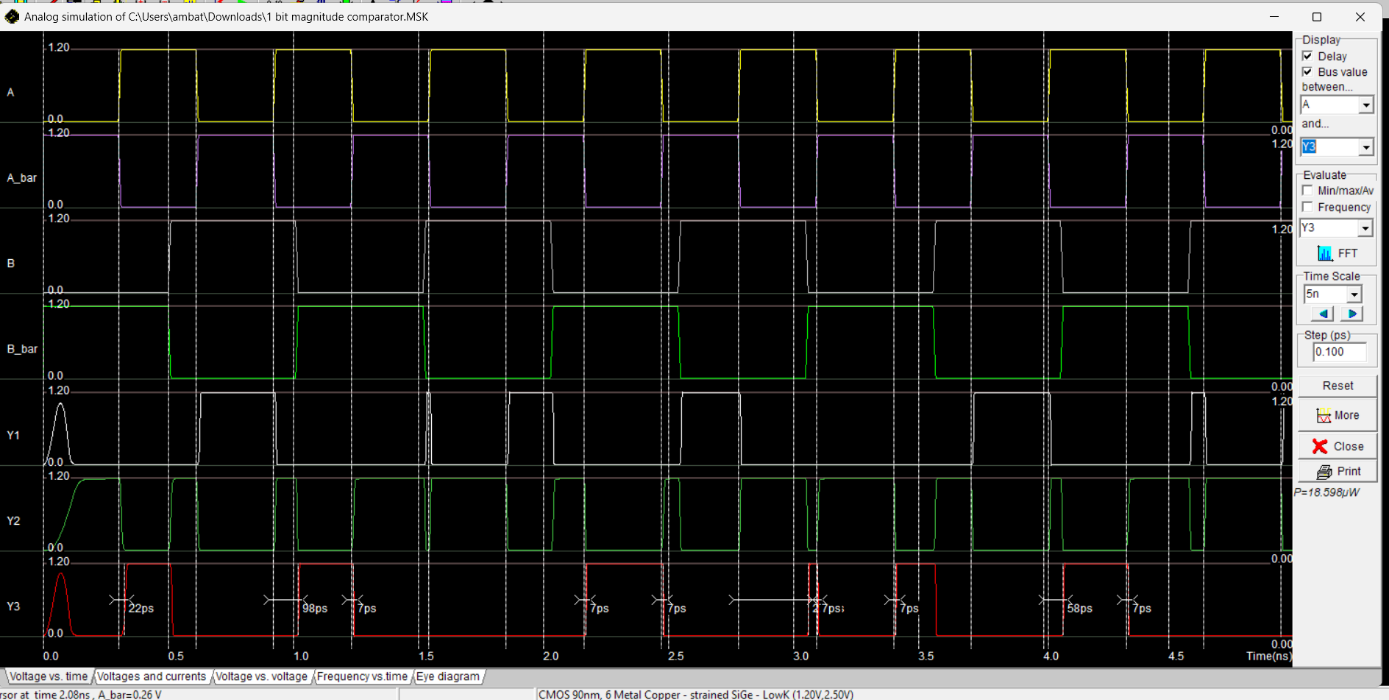 Analog simulation of C:\Users\ambat\Downloads\1 bit magnitude comparator.MSK
1.20
A
0.0
0.00
1.20
1.20
A_bar
0.0
1.20
1.20
B
0.0
1.20
B_bar
0.0
0.00
1.20
1.20
Y1
0.0
1.20
Y2
0.0
0.00
1.20
Y3
22ps
98ps
7ps
7ps
7ps
7ps
7ps
58ps
7ps
0.0
0.00
0.0
0.5
1.0
1.5
2.0
2.5
3.0
3.5
4.0
4.5
Time(ns)
Display
Delay
Bus value
between...
A
and...
Y3
Evaluate
Min/max/Av
Frequency
Y3
FFT
Time Scale
5n
Step (ps)
0.100
Reset
More
Close
Print
P=18.598µW
Voltage vs. time
Voltages and currents
Voltage vs. voltage
Frequency vs.time
Eye diagram
rsor at time 2.08ns , A_bar=0.26 V
CMOS 90nm, 6 Metal Copper - strained SiGe - LowK (1.20V,2.50V)